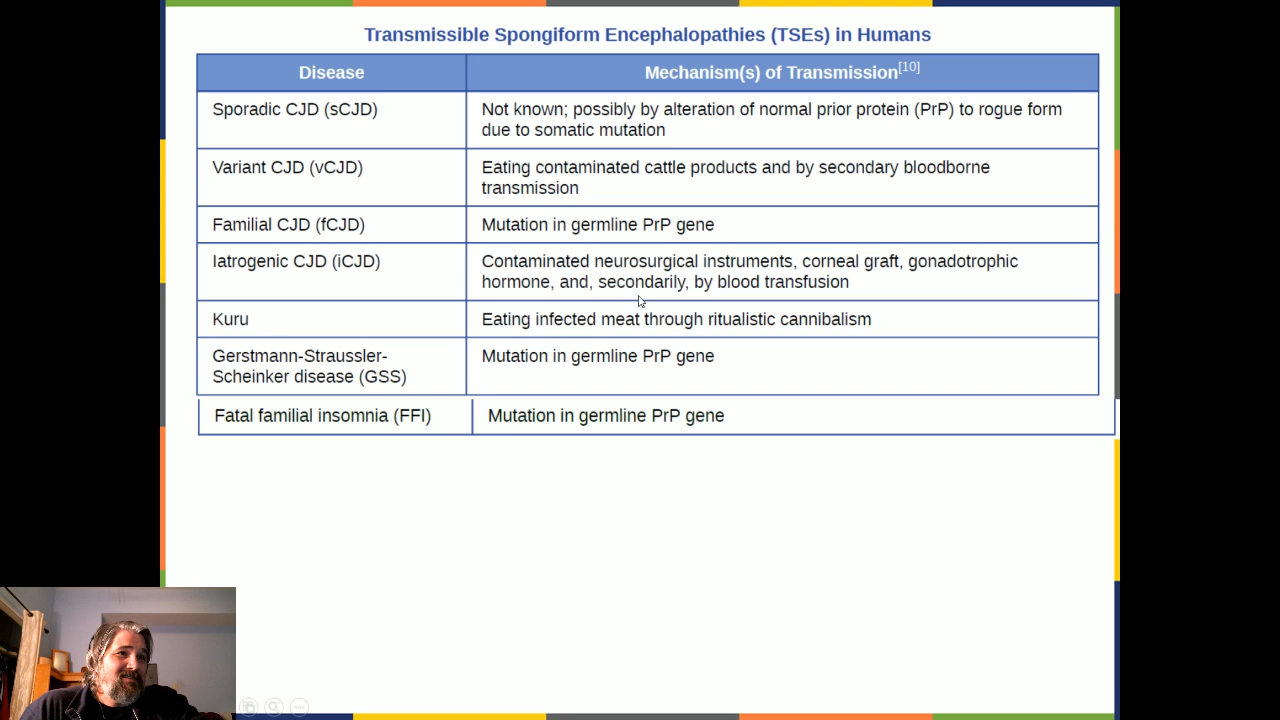 Transmissible Spongiform Encephalopathies (TSEs) in Humans
Disease
Mechanism(s) of Transmission[10]
Sporadic CJD (sCJD)
Not known; possibly by alteration of normal prior protein (PrP) to rogue form
due to somatic mutation
Variant CJD (vCJD)
Eating contaminated cattle products and by secondary bloodborne
transmission
Familial CJD (fCJD)
Mutation in germline PrP gene
Iatrogenic CJD (iCJD)
Contaminated neurosurgical instruments, corneal graft, gonadotrophic
hormone, and, secondarily, by blood transfusion
Kuru
Eating infected meat through ritualistic cannibalism
Gerstmann-Straussler-
Scheinker disease (GSS)
Mutation in germline PrP gene
Fatal familial insomnia (FFI)
Mutation in germline PrP gene